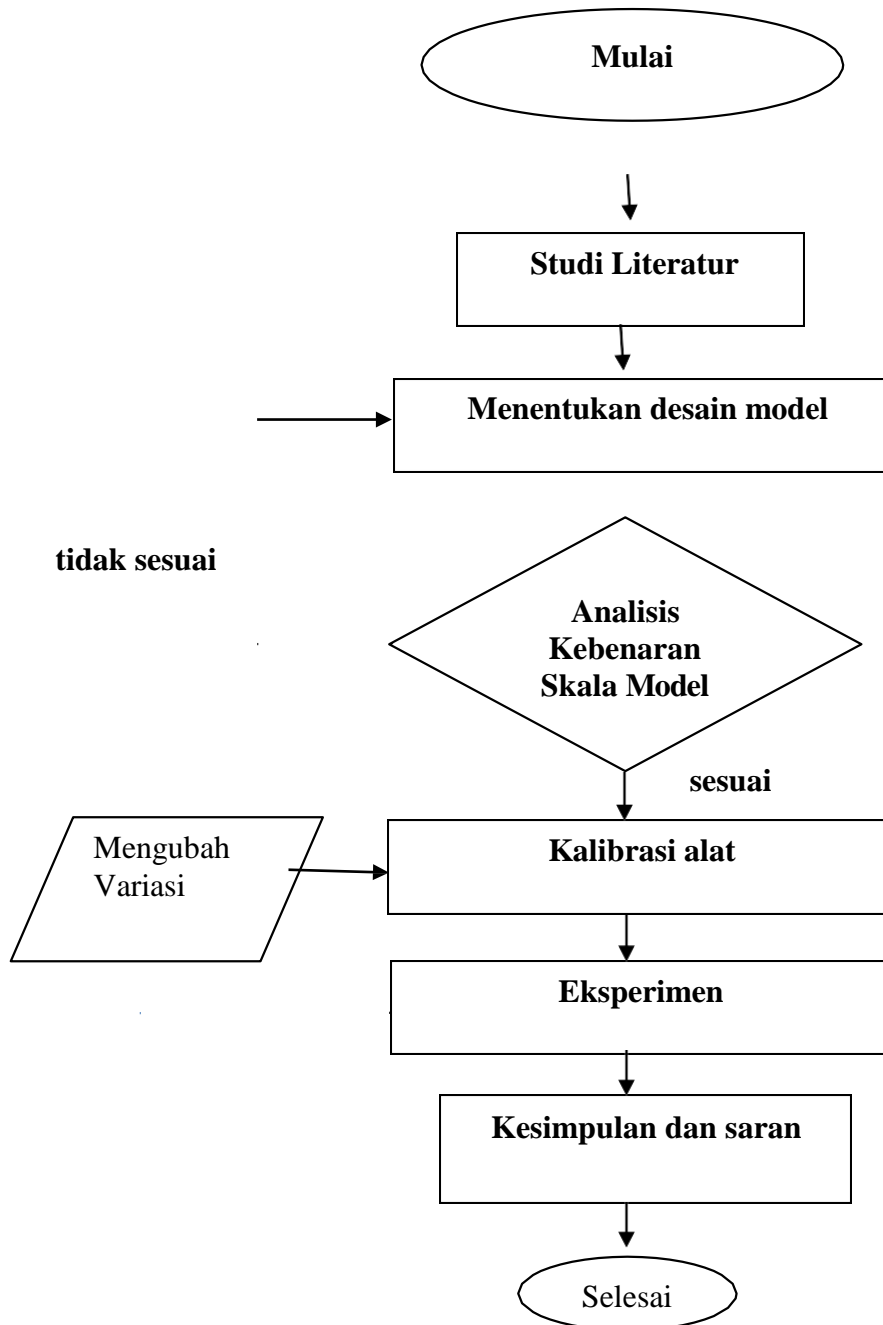 Mulai
Studi Literatur
Menentukan desain model
tidak sesuai
Analisis
Kebenaran
Skala Model
sesuai
Mengubah
Variasi
Kalibrasi alat
Eksperimen
Kesimpulan dan saran
Selesai